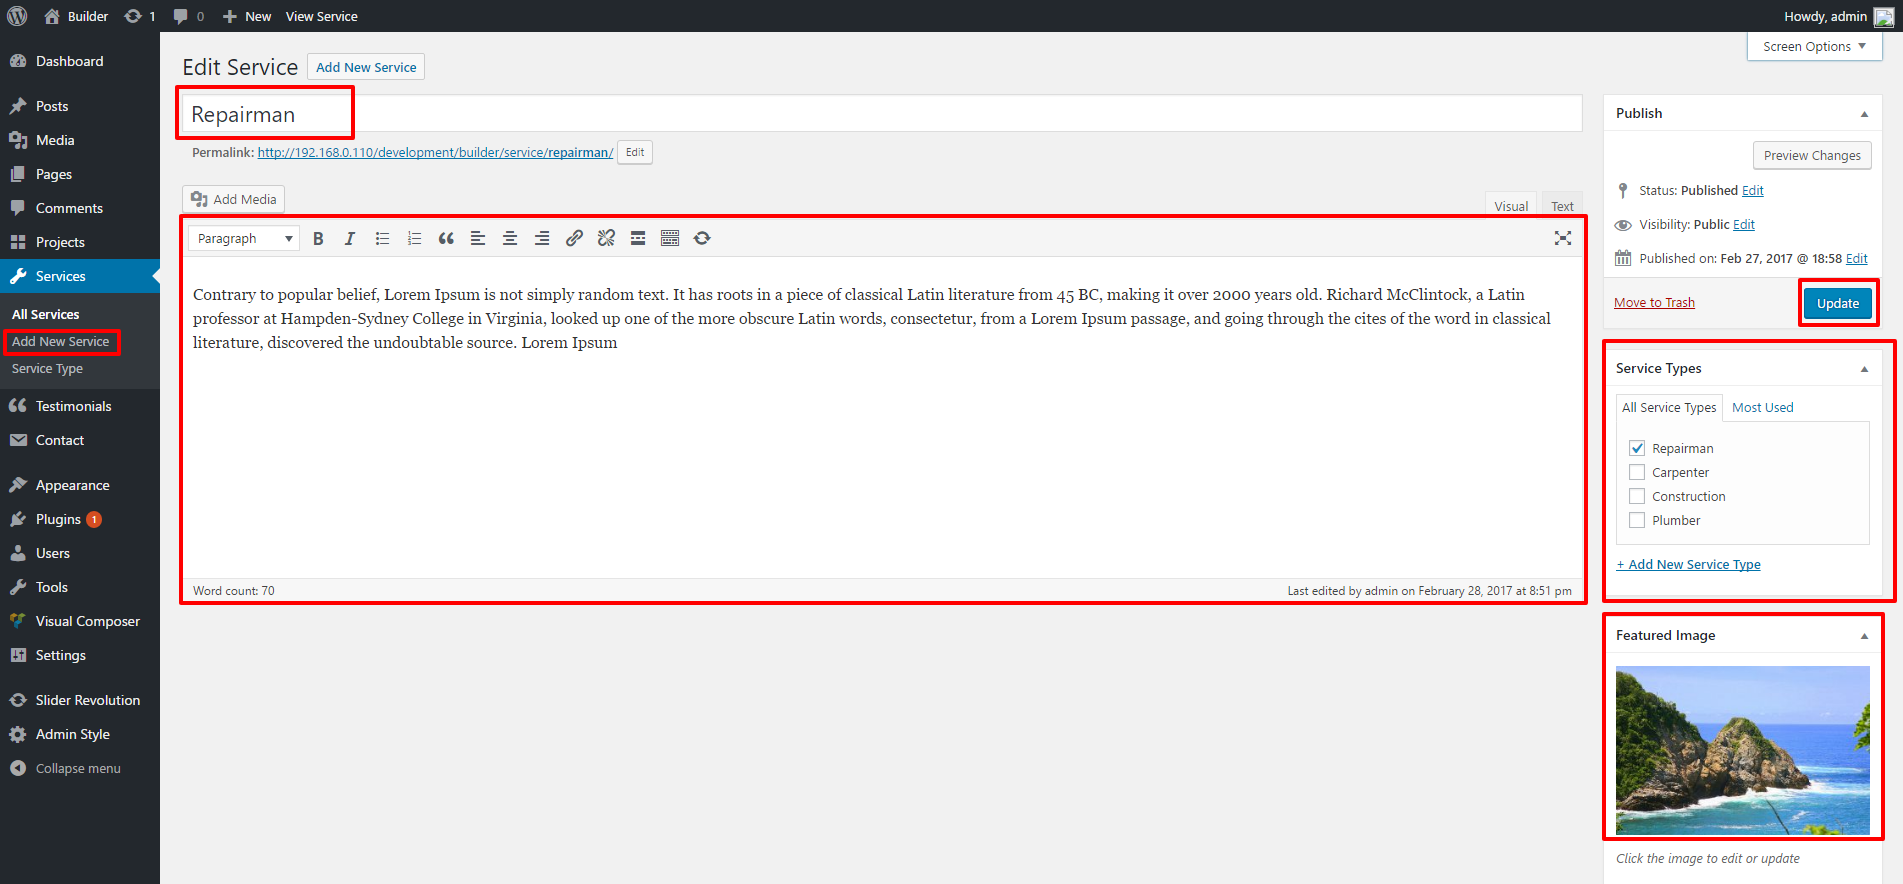 Builder
1
0
New
View Service
Howdy, admin
Screen Options
Dashboard
Posts
Media
Pages
Comments
Projects
Services
All Services
Add New Service
Service Type
Testimonials
Contact
Appearance
Plugins 1
Users
Tools
Visual Composer
Settings
Slider Revolution
Admin Style
Collapse menu
Edit Service
Add New Service
Repairman
Permalink: http://192.168.0.110/development/builder/service/repairman/ Edit
Add Media
Visual
Text
Paragraph
B
I
Contrary to popular belief, Lorem Ipsum is not simply random text. It has roots in a piece of classical Latin literature from 45 BC, making it over 2000 years old. Richard McClintock, a Latin
professor at Hampden-Sydney College in Virginia, looked up one of the more obscure Latin words, consectetur, from a Lorem Ipsum passage, and going through the cites of the word in classical
literature, discovered the undoubtable source. Lorem Ipsum
Word count: 70
Last edited by admin on February 28, 2017 at 8:51 pm
Publish
Preview Changes
Status: Published Edit
Visibility: Public Edit
Published on: Feb 27, 2017 @ 18:58 Edit
Move to Trash
Update
Service Types
All Service Types
Most Used
Repairman
Carpenter
Construction
Plumber
+ Add New Service Type
Featured Image
Click the image to edit or update